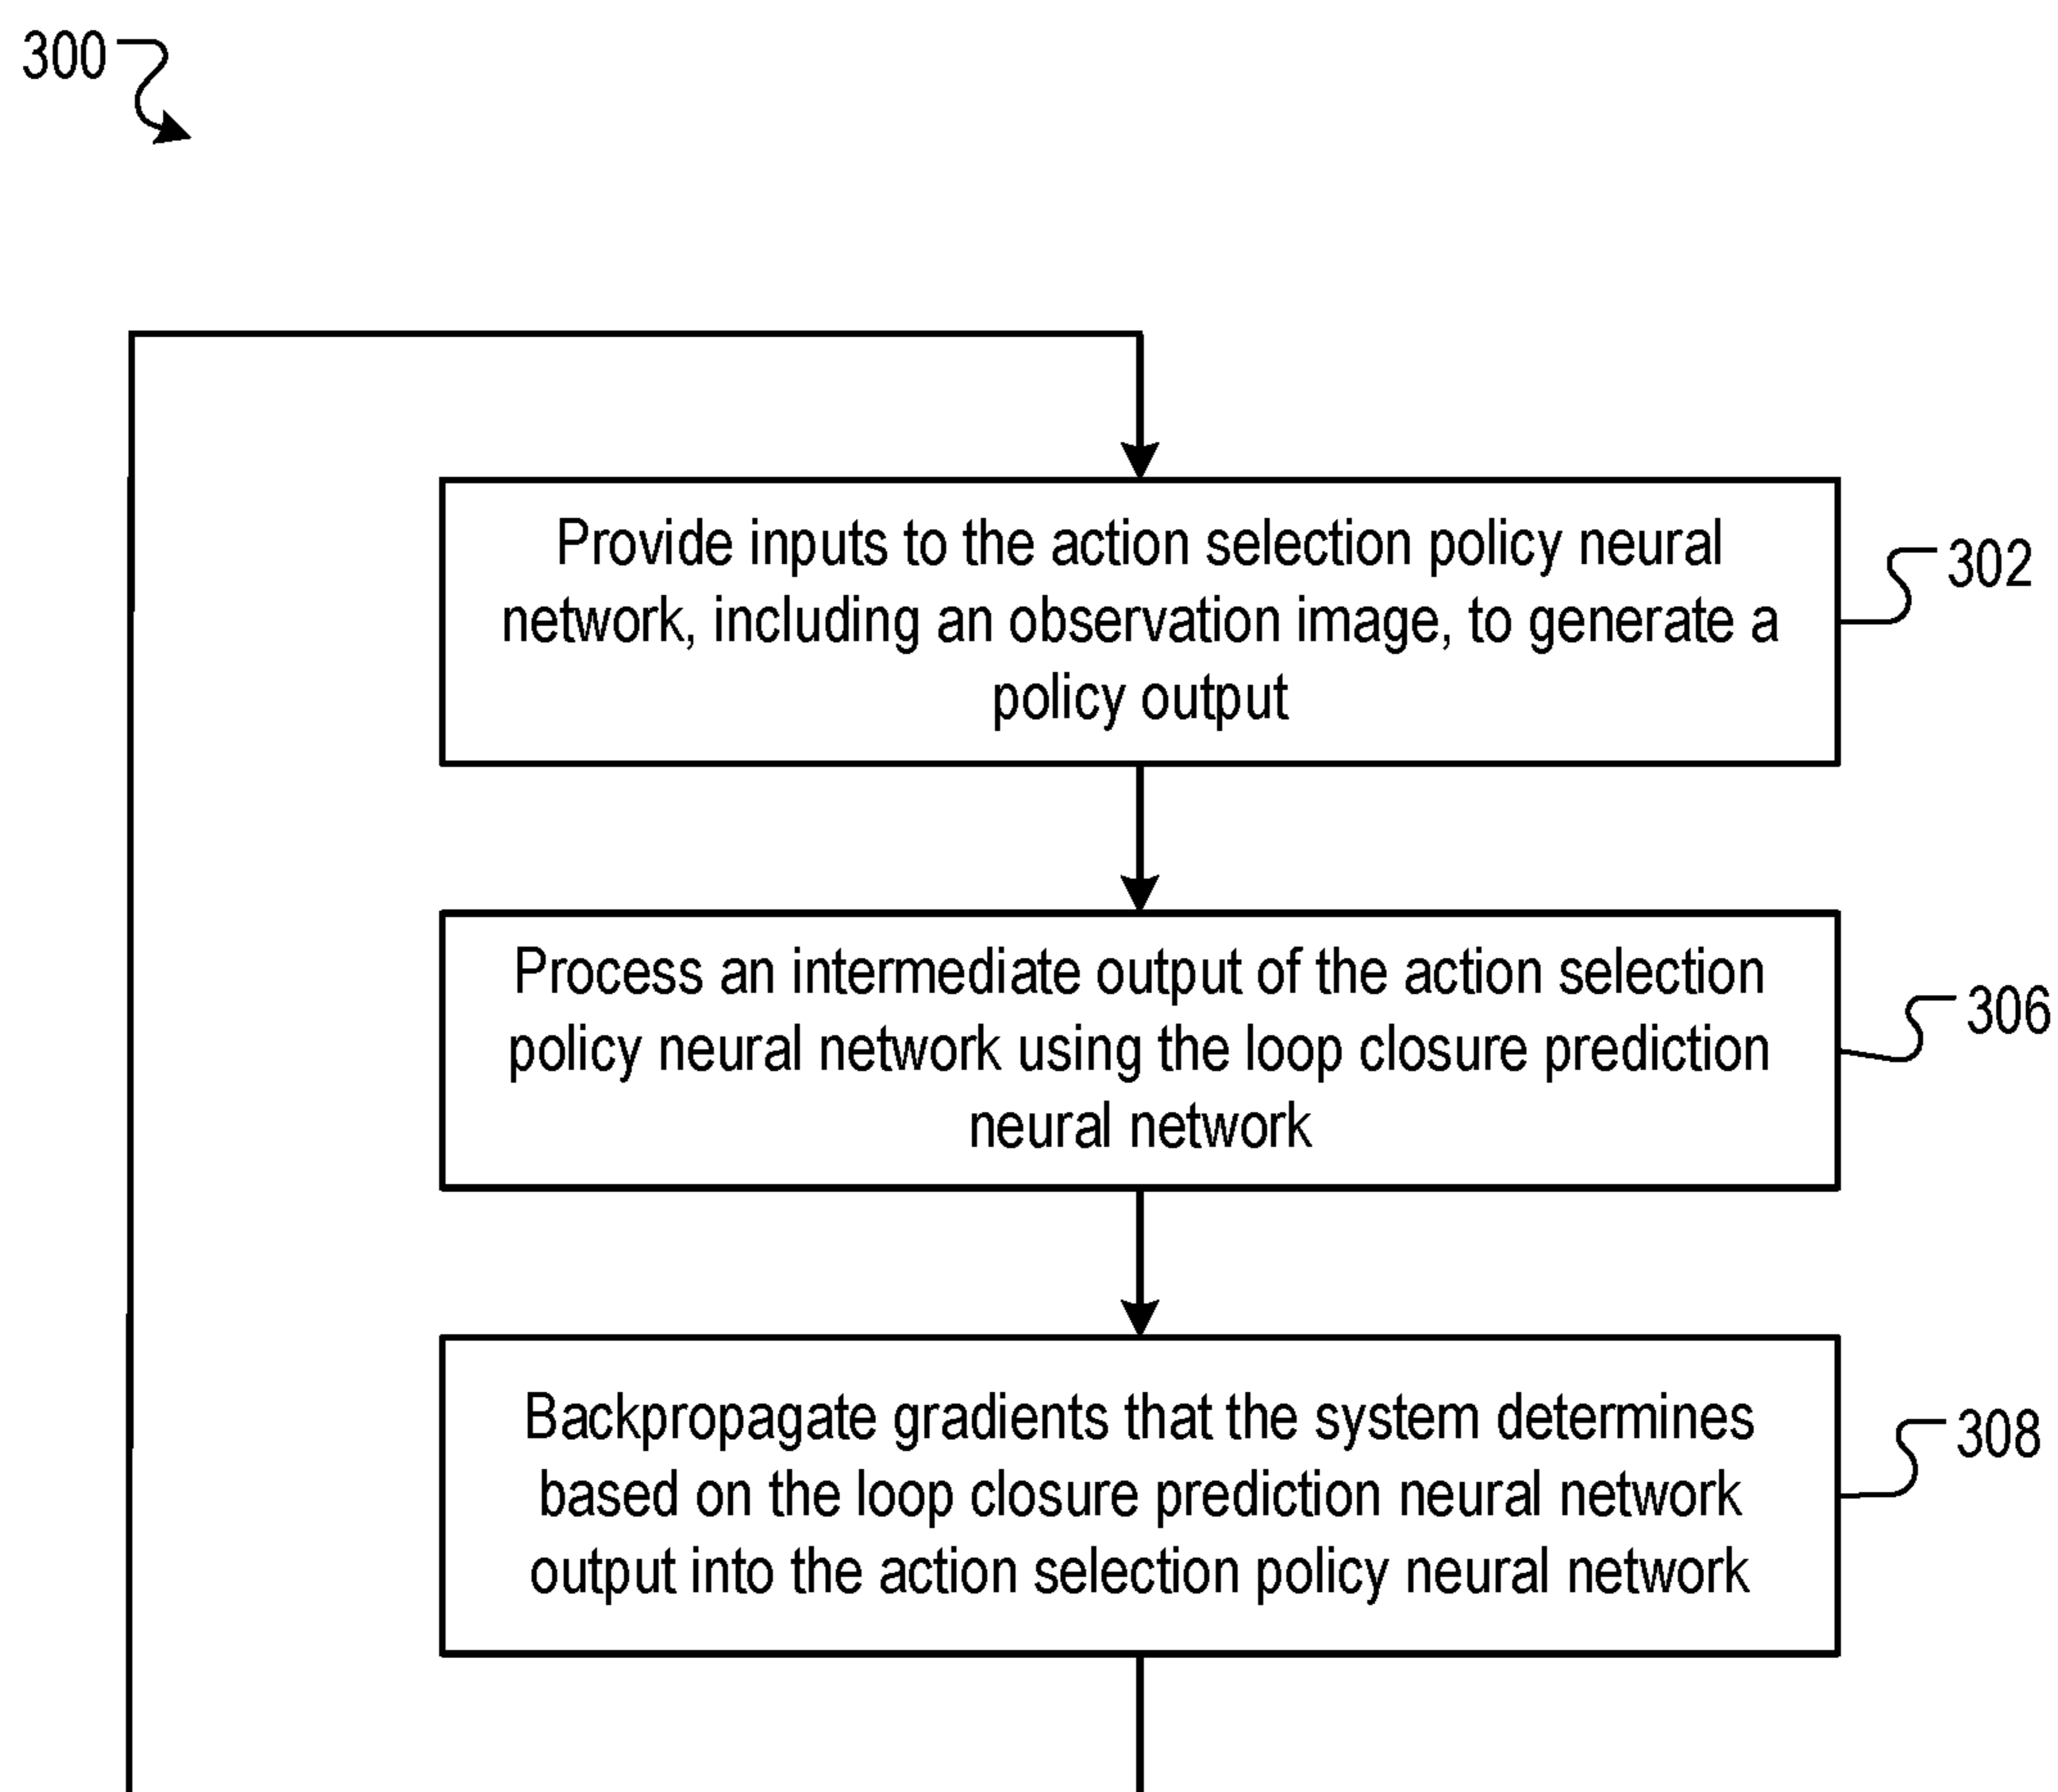 300
Provide inputs to the action selection policy neural
network, including an observation image, to generate a
policy output
302
Process an intermediate output of the action selection
policy neural network using the loop closure prediction
neural network
306
Backpropagate gradients that the system determines
based on the loop closure prediction neural network
output into the action selection policy neural network
308